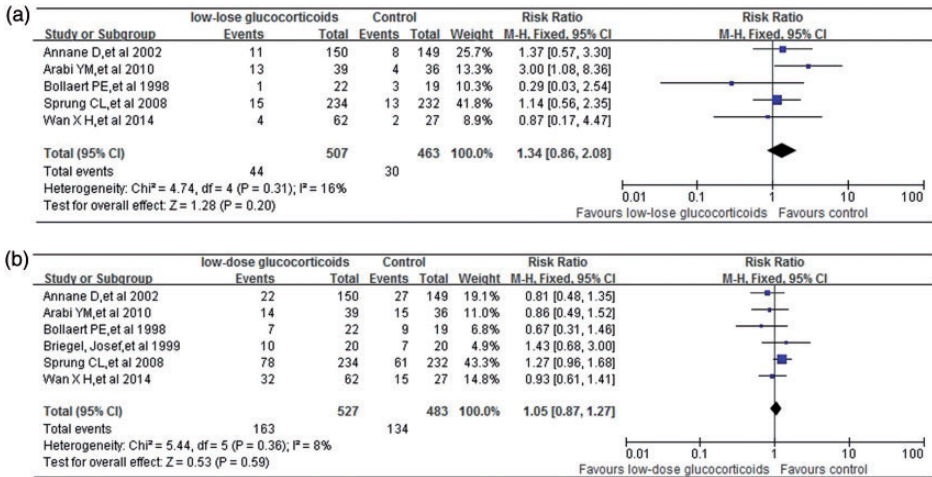 (a)
low-lose glucocorticoids Control Risk Ratio Risk Ratio
Study or Subgroup Events Total Events Total Weight M-H, Fixed, 95% CI M-H, Fixed, 95% CI
Annane D,et al 2002 11 150 8 149 25.7% 1.37 [0.57, 3.30]
Arabi YM,et al 2010 13 39 4 36 13.3% 3.00 [1.08, 8.36]
Bollaert PE,et al 1998 1 22 3 19 10.3% 0.29 [0.03, 2.54]
Sprung CL,et al 2008 15 234 13 232 41.8% 1.14 [0.56, 2.35]
Wan X H,et al 2014 4 62 2 27 8.9% 0.87 [0.17, 4.47]
Total (95% CI) 507 463 100.0% 1.34 [0.86, 2.08]
Total events 44 30
Heterogeneity: Chi² = 4.74, df = 4 (P = 0.31); I² = 16%
Test for overall effect: Z = 1.28 (P = 0.20)
0.01 0.1 1 10 100
Favours low-lose glucocorticoids Favours control
(b)
low-dose glucocorticoids Control Risk Ratio Risk Ratio
Study or Subgroup Events Total Events Total Weight M-H, Fixed, 95% CI M-H, Fixed, 95% CI
Annane D,et al 2002 22 150 27 149 19.1% 0.81 [0.48, 1.35]
Arabi YM,et al 2010 14 39 15 36 11.0% 0.86 [0.49, 1.52]
Bollaert PE,et al 1998 7 22 9 19 6.8% 0.67 [0.31, 1.46]
Briegel, Josef,et al 1999 10 20 7 20 4.9% 1.43 [0.68, 3.00]
Sprung CL,et al 2008 78 234 61 232 43.3% 1.27 [0.96, 1.68]
Wan X H,et al 2014 32 62 15 27 14.8% 0.93 [0.61, 1.41]
Total (95% CI) 527 483 100.0% 1.05 [0.87, 1.27]
Total events 163 134
Heterogeneity: Chi² = 5.44, df = 5 (P = 0.36); I² = 8%
Test for overall effect: Z = 0.53 (P = 0.59)
0.01 0.1 1 10 100
Favours low-dose glucocorticoids Favours control